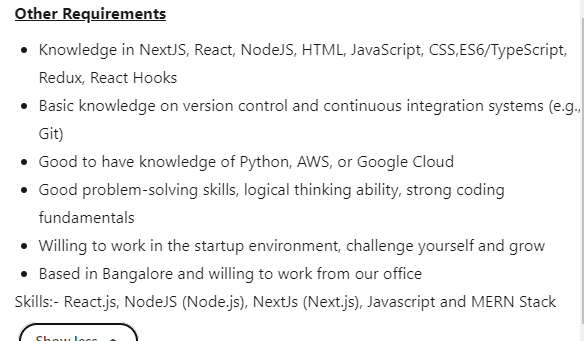 Other Requirements
Knowledge in NextJS, React, NodeJS, HTML, JavaScript, CSS,ES6/TypeScript,
Redux, React Hooks
Basic knowledge on version control and continuous integration systems (e.g.,
Git)
Good to have knowledge of Python, AWS, or Google Cloud
Good problem-solving skills, logical thinking ability, strong coding
fundamentals
Willing to work in the startup environment, challenge yourself and grow
Based in Bangalore and willing to work from our office
Skills:- React.js, NodeJS (Node.js), NextJs (Next.js), Javascript and MERN Stack
Show less